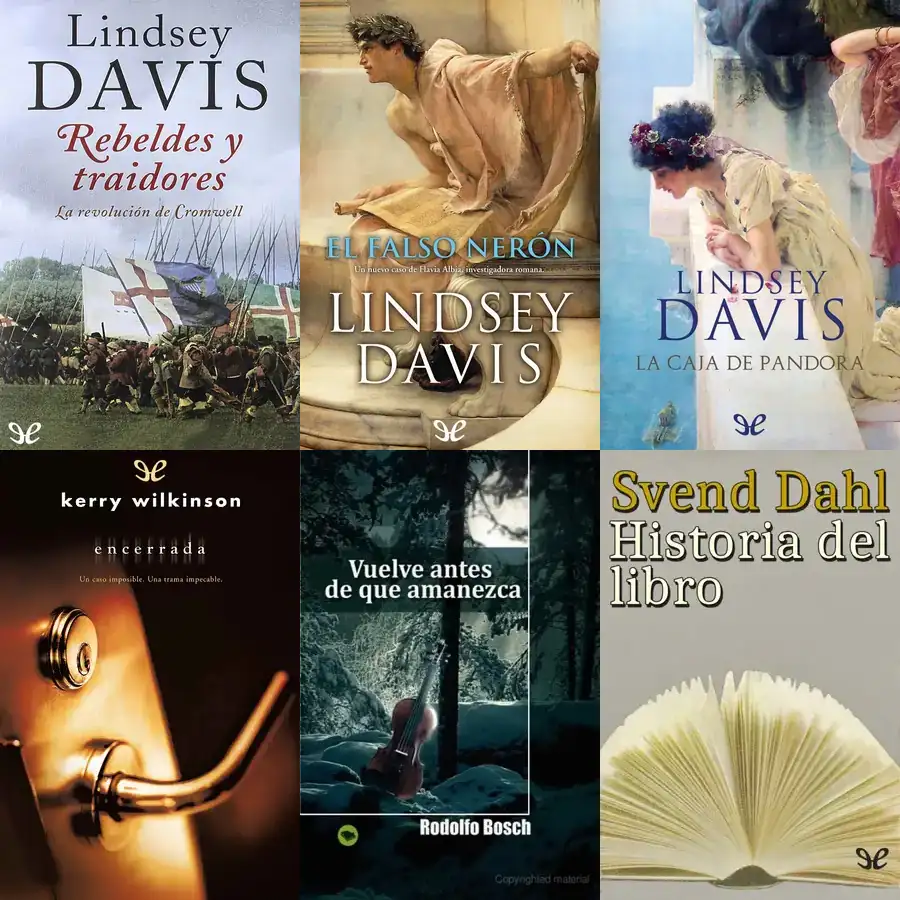 Lindsey
DAVIS
Rebeldes y
traidores
La revolución de Cromwell
EL FALSO NERÓN
Un nuevo caso de Flavia Albia, investigadora romana.
LINDSEY
DAVIS
LINDSEY
DAVIS
LA CAJA DE PANDORA
kerry wilkinson
encerrada
Un caso imposible. Una trama impecable.
Vuelve antes
de que amanezca
Rodolfo Bosch
Copyrighted material
Svend Dahl
Historia del
libro